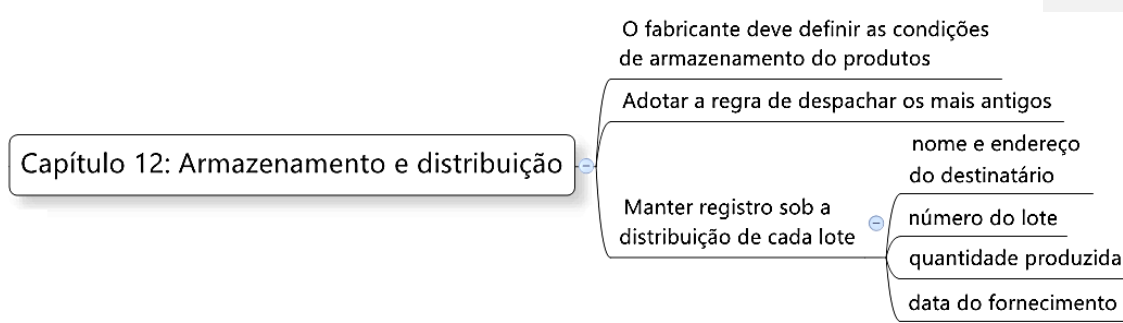 Capítulo 12: Armazenamento e distribuição
O fabricante deve definir as condições
de armazenamento do produtos
Adotar a regra de despachar os mais antigos
Manter registro sob a
distribuição de cada lote
nome e endereço
do destinatário
número do lote
quantidade produzida
data do fornecimento